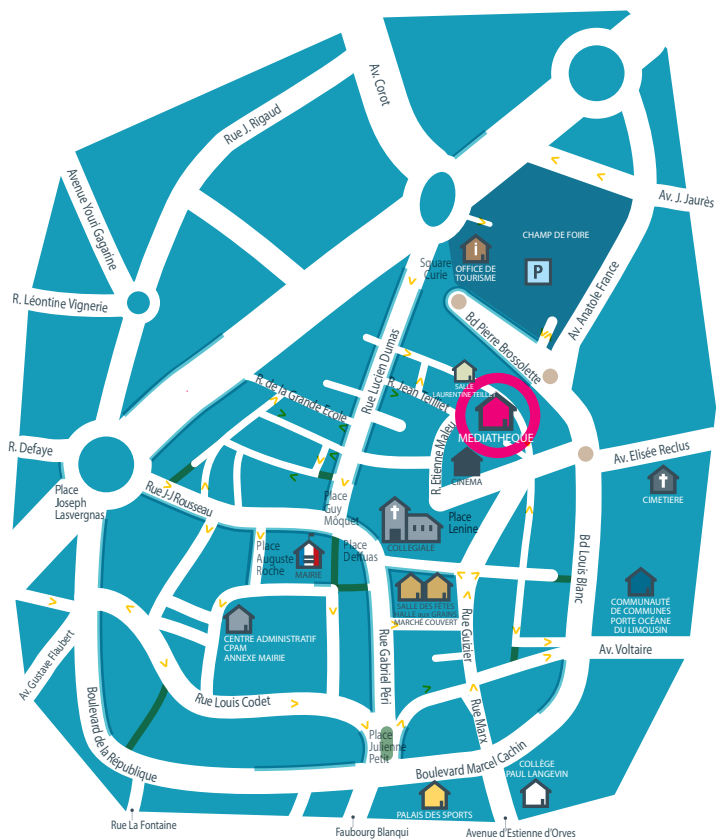 Av. Corot
Rue J. Rigaud
Avenue Youri Gagarine
Av. J. Jaurès
CHAMP DE FOIRE
i
OFFICE DE
TOURISME
P
Square
Curie
R. Léontine Vignerie
Av. Anatole France
Bd Pierre Brossolette
Rue Lucien Dumas
SALLE
LAURENTINE TEILLET
R. Jean Teillet
R. de la Grande Ecole
MEDIATHEQUE
R. Etienne Maleu
R. Defaye
Av. Elisée Reclus
CINÉMA
CIMETIERE
Place
Joseph
Lasvergnas
Rue J-J Rousseau
Place
Guy
Môquet
Place
Lenine
COLLÉGIALE
Place
Auguste
Roche
MAIRIE
Place
Deffuas
Bd Louis Blanc
SALLE DES FÊTES
HALLE aux GRAINS
MARCHÉ COUVERT
COMMUNAUTÉ
DE COMMUNES
PORTE OCÉANE
DU LIMOUSIN
CENTRE ADMINISTRATIF
CPAM
ANNEXE MAIRIE
Rue Gabriel Péri
Rue Guizier
Av. Voltaire
Av. Gustave Flaubert
Rue Louis Codet
Rue Marx
Boulevard de la République
Place
Julienne
Petit
Boulevard Marcel Cachin
COLLÈGE
PAUL LANGEVIN
PALAIS DES SPORTS
Rue La Fontaine
Faubourg Blanqui
Avenue d'Estienne d'Orves